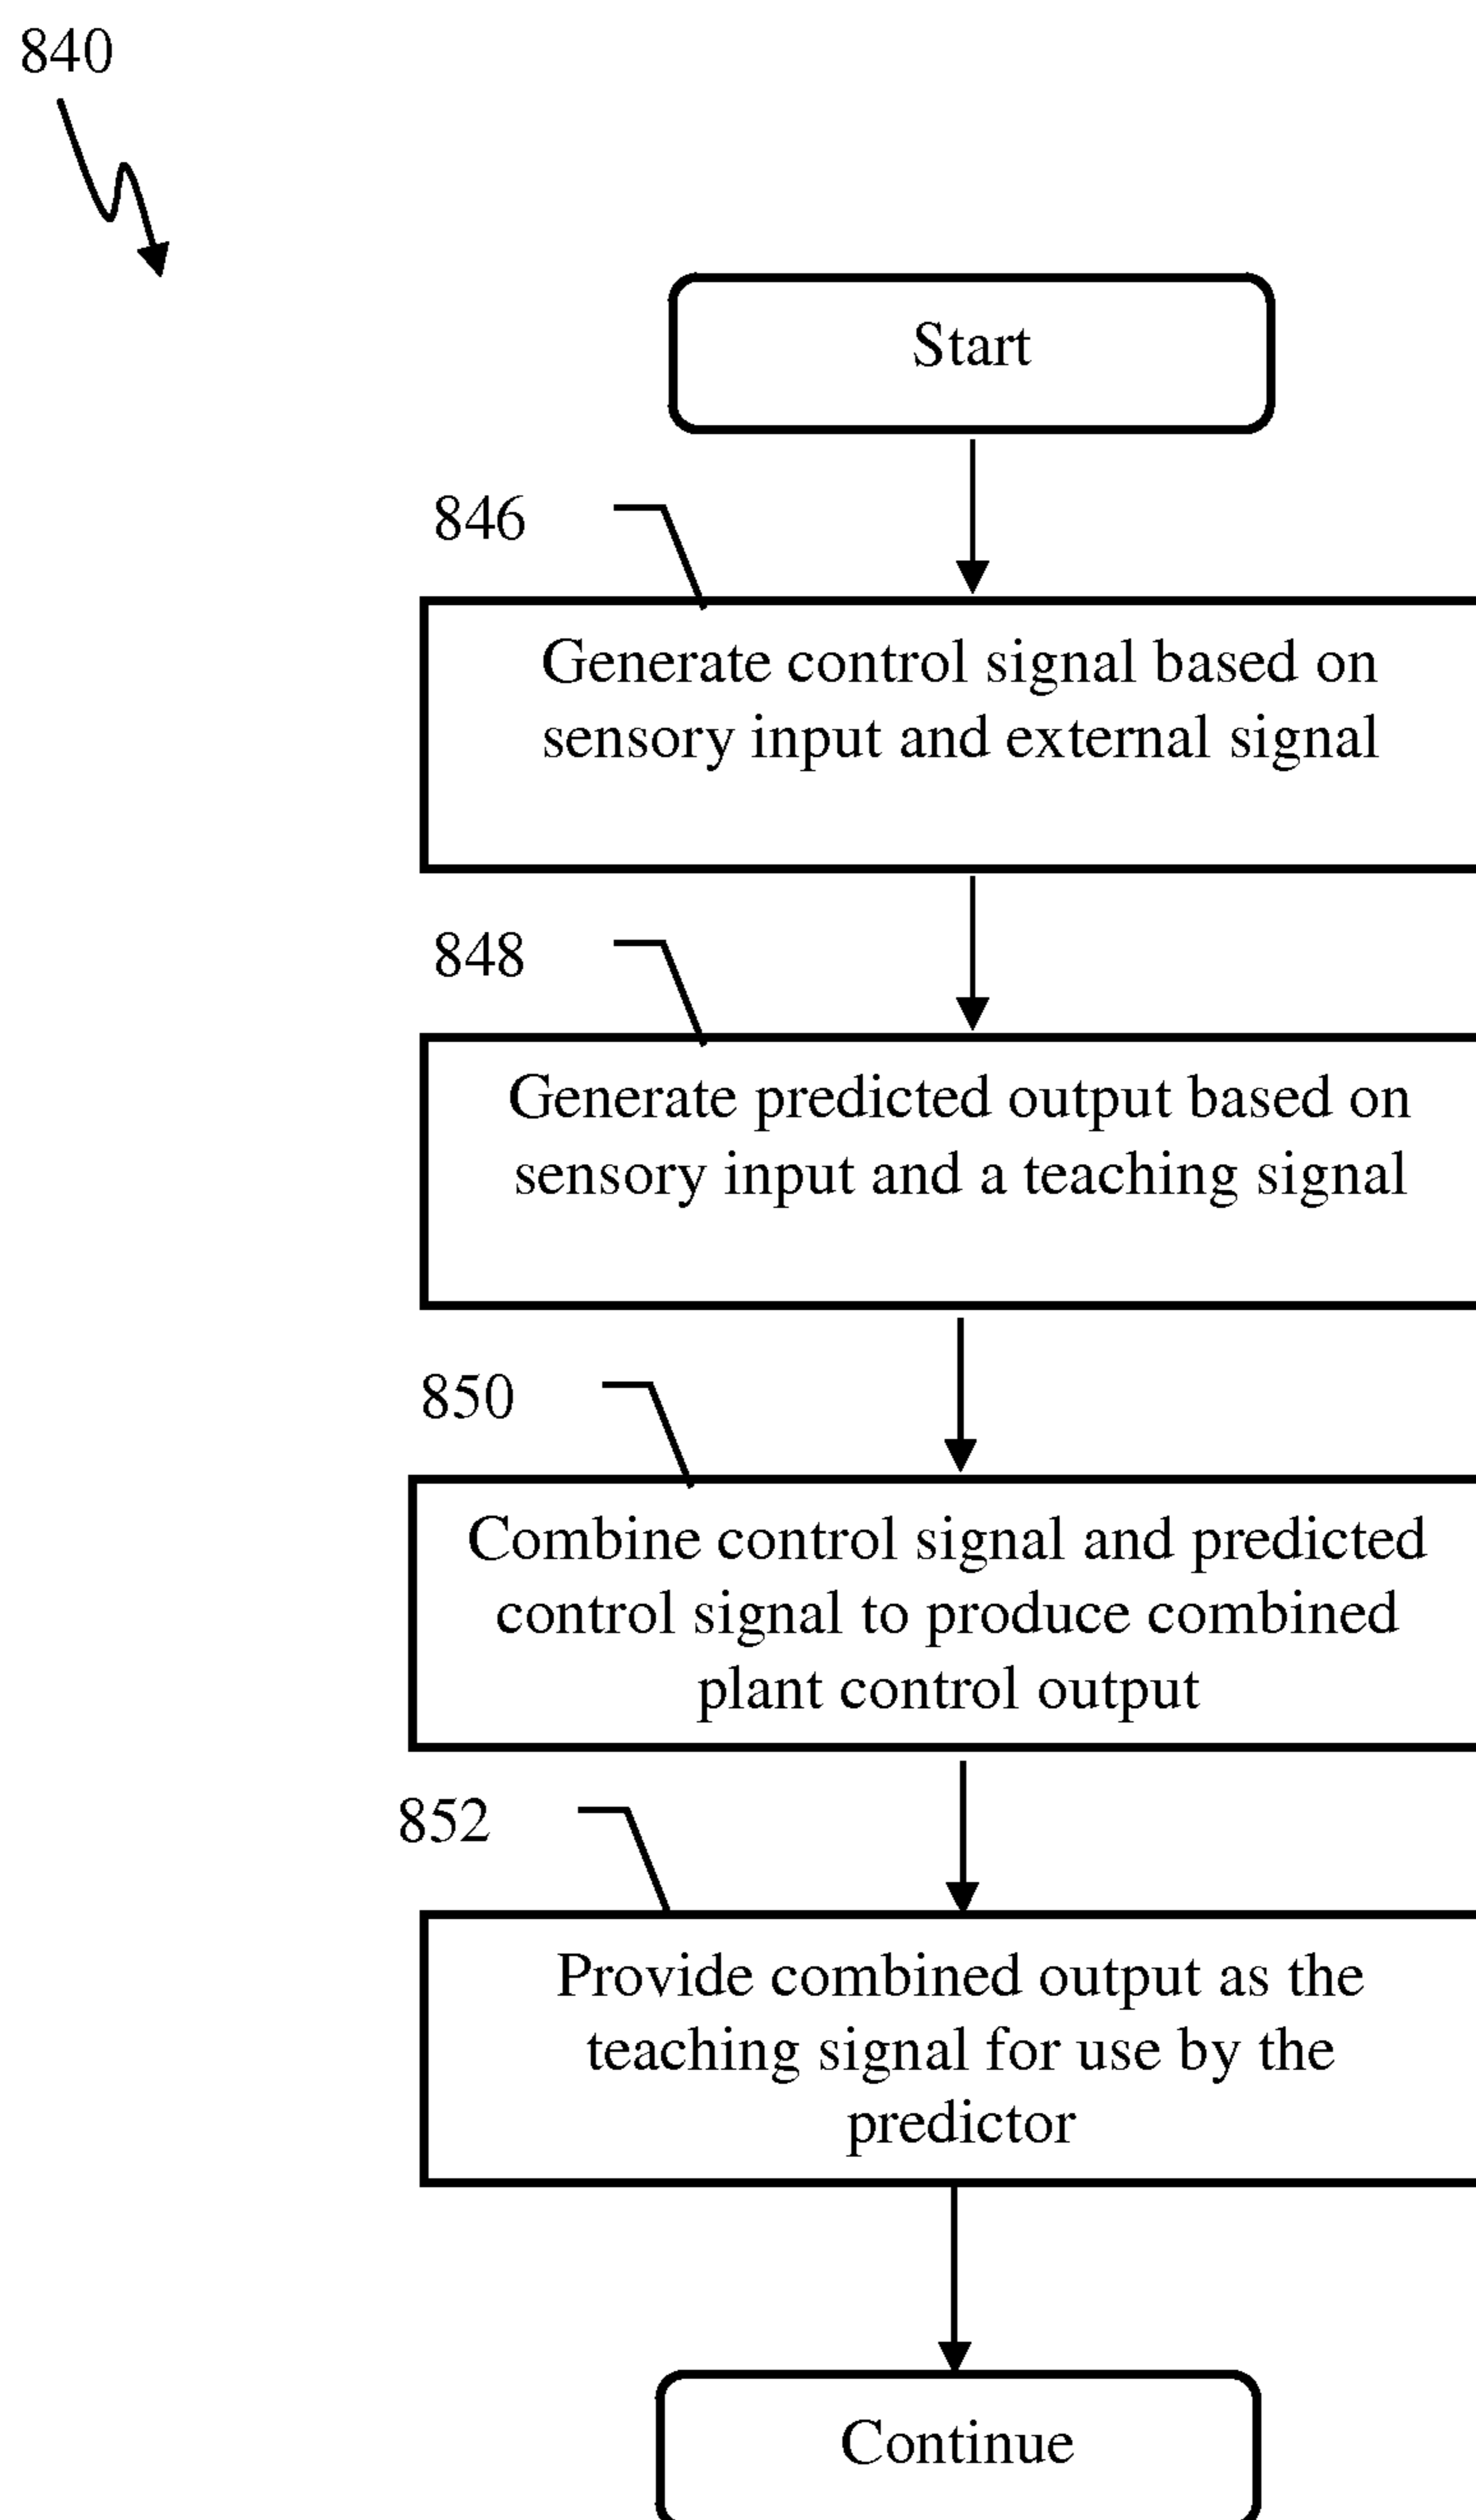 840
Start
846
Generate control signal based on
sensory input and external signal
848
Generate predicted output based on
sensory input and a teaching signal
850
Combine control signal and predicted
control signal to produce combined
plant control output
852
Provide combined output as the
teaching signal for use by the
predictor
Continue